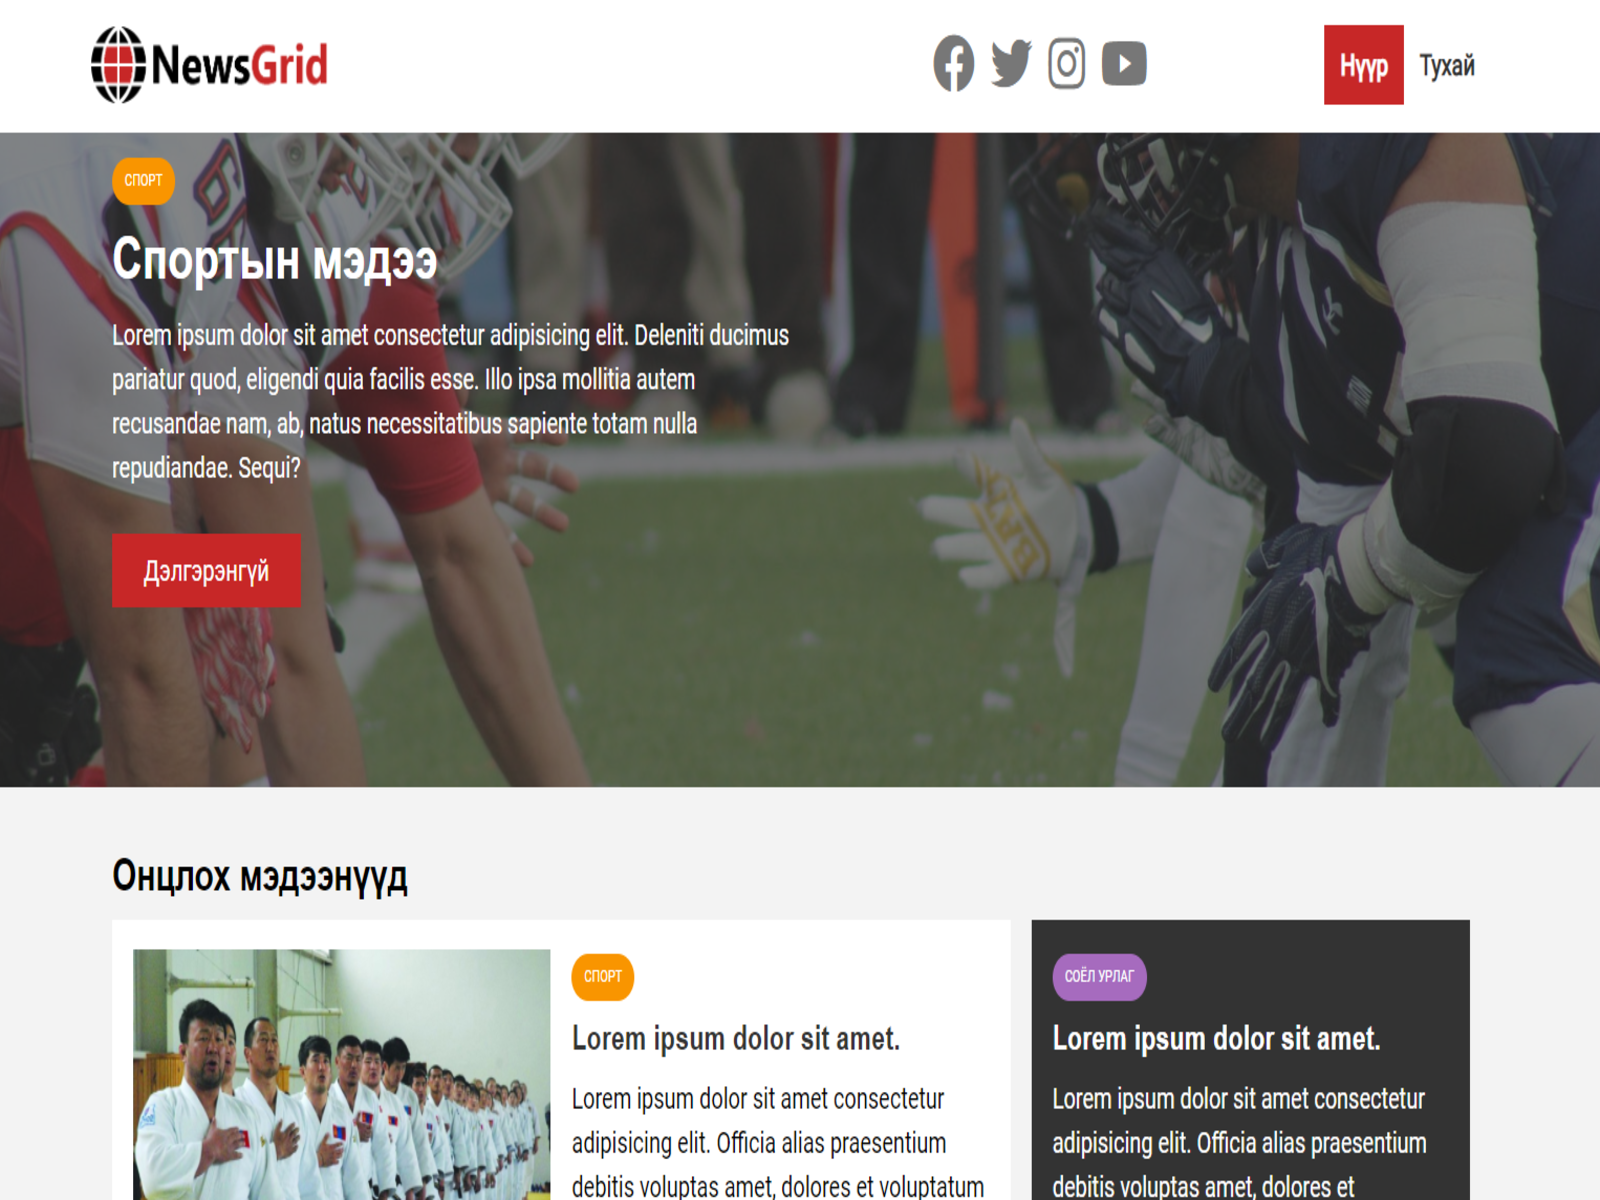 NewsGrid
Нүүр
Тухай
СПОРТ
Спортын мэдээ
Lorem ipsum dolor sit amet consectetur adipisicing elit. Deleniti ducimus
pariatur quod, eligendi quia facilis esse. Illo ipsa mollitia autem
recusandae nam, ab, natus necessitatibus sapiente totam nulla
repudiandae. Sequi?
Дэлгэрэнгүй
Онцлох мэдээнүүд
СПОРТ
Lorem ipsum dolor sit amet.
Lorem ipsum dolor sit amet consectetur
adipisicing elit. Officia alias praesentium
debitis voluptas amet, dolores et voluptatum
СОЁЛ УРЛАГ
Lorem ipsum dolor sit amet.
Lorem ipsum dolor sit amet consectetur
adipisicing elit. Officia alias praesentium
debitis voluptas amet, dolores et